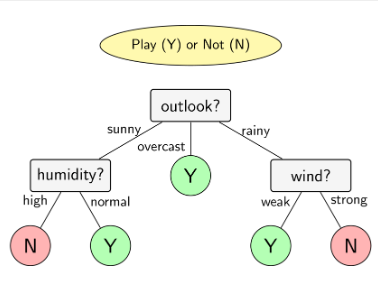 Play (Y) or Not (N)
outlook?
sunny
overcast
rainy
humidity?
Y
wind?
high
normal
weak
strong
N
Y
Y
N